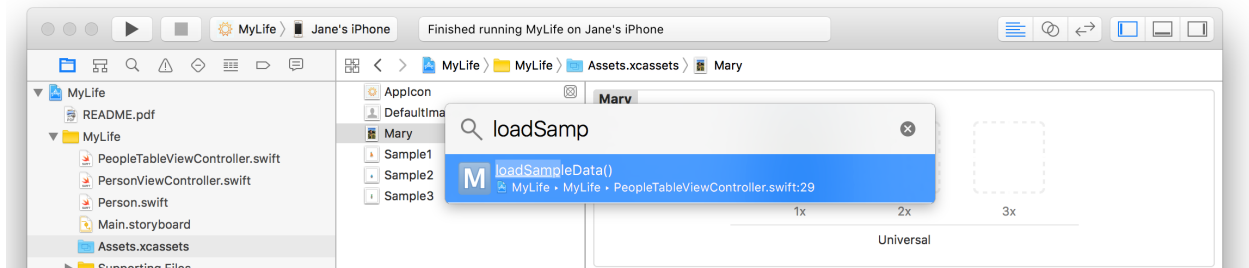 MyLife 〉 Jane's iPhone
Finished running MyLife on Jane's iPhone
MyLife 〉 MyLife 〉 Assets.xcassets 〉 Mary
MyLife
README.pdf
MyLife
PeopleTableViewController.swift
PersonViewController.swift
Person.swift
Main.storyboard
Assets.xcassets
AppIcon
DefaultIma
Mary
Sample1
Sample2
Sample3
Mary
loadSamp
M
loadSampleData()
MyLife ▸ MyLife ▸ PeopleTableViewController.swift:29
1x 2x 3x
Universal